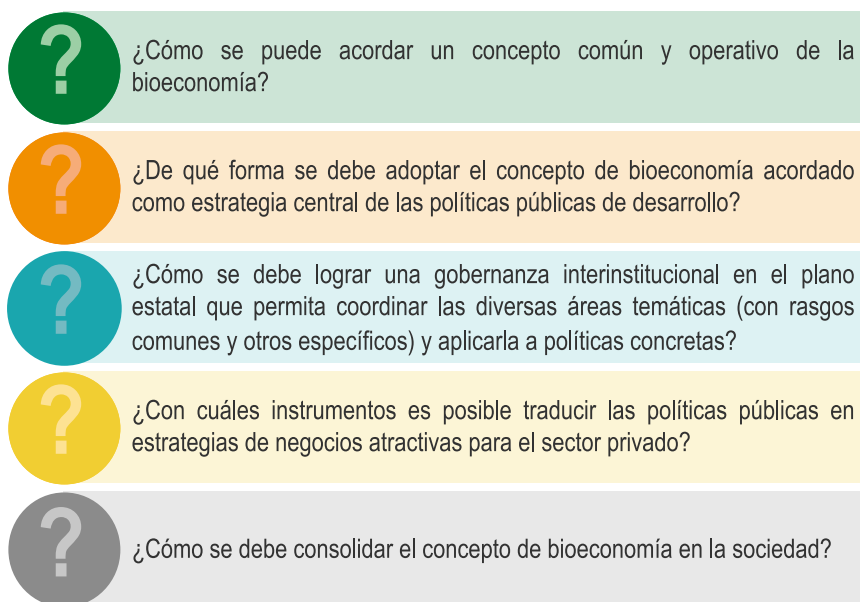 ?
¿Cómo se puede acordar un concepto común y operativo de la
bioeconomía?
?
¿De qué forma se debe adoptar el concepto de bioeconomía acordado
como estrategia central de las políticas públicas de desarrollo?
?
¿Cómo se debe lograr una gobernanza interinstitucional en el plano
estatal que permita coordinar las diversas áreas temáticas (con rasgos
comunes y otros específicos) y aplicarla a políticas concretas?
?
¿Con cuáles instrumentos es posible traducir las políticas públicas en
estrategias de negocios atractivas para el sector privado?
?
¿Cómo se debe consolidar el concepto de bioeconomía en la sociedad?